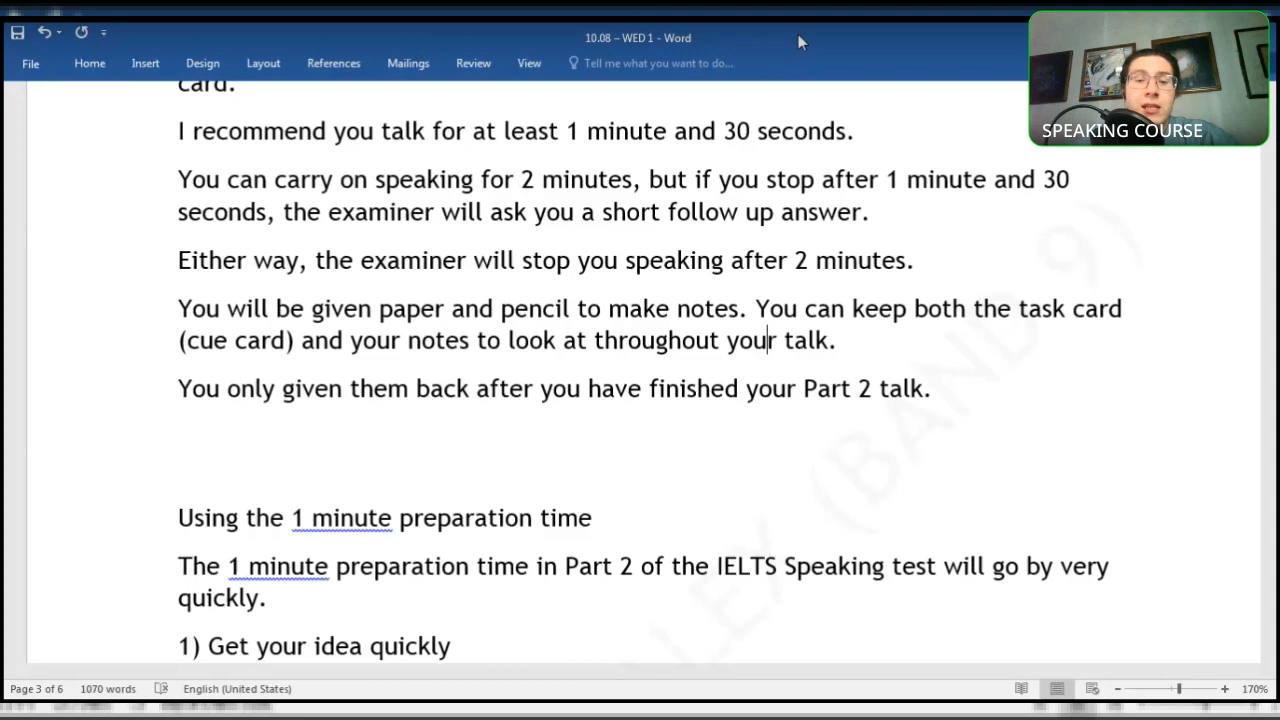 10.08 – WED 1 - Word
File Home Insert Design Layout References Mailings Review View Tell me what you want to do...
SPEAKING COURSE
card.
I recommend you talk for at least 1 minute and 30 seconds.
You can carry on speaking for 2 minutes, but if you stop after 1 minute and 30
seconds, the examiner will ask you a short follow up answer.
Either way, the examiner will stop you speaking after 2 minutes.
You will be given paper and pencil to make notes. You can keep both the task card
(cue card) and your notes to look at throughout your talk.
You only given them back after you have finished your Part 2 talk.
Using the 1 minute preparation time
The 1 minute preparation time in Part 2 of the IELTS Speaking test will go by very
quickly.
1) Get your idea quickly
LEX (BAND 9)
Page 3 of 6 1070 words English (United States) 170%